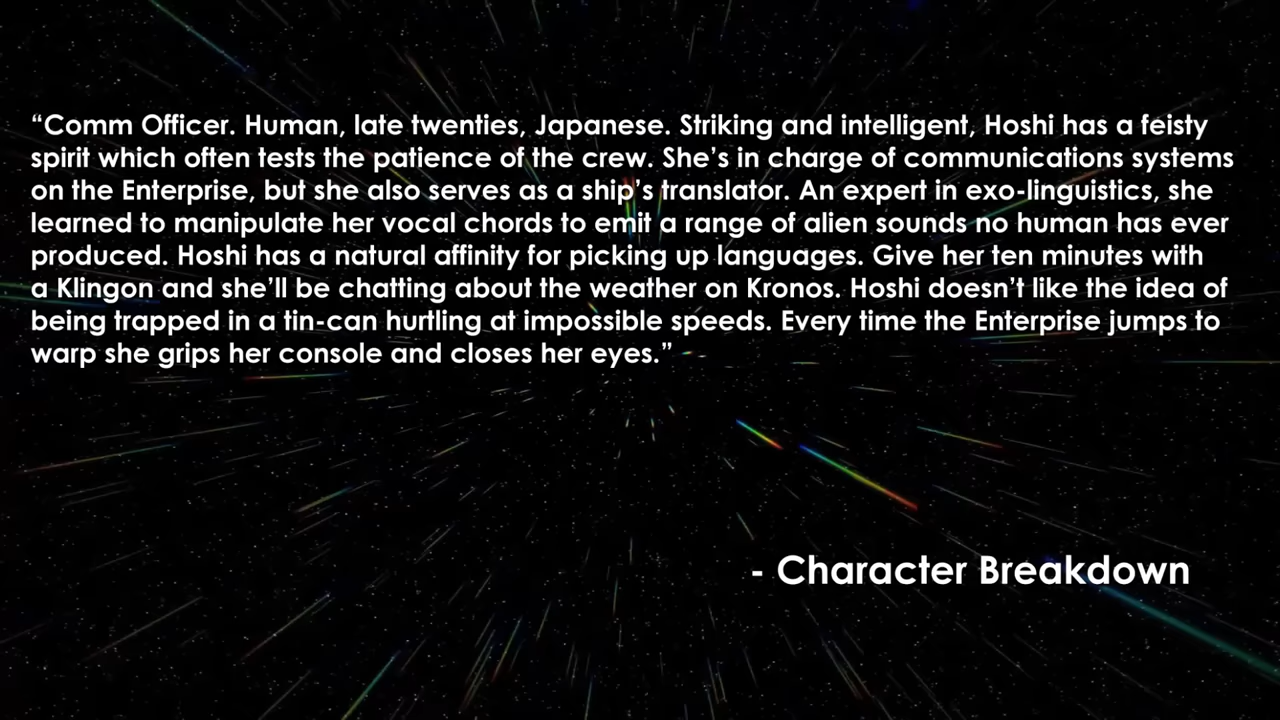 “Comm Officer. Human, late twenties, Japanese. Striking and intelligent, Hoshi has a feisty
spirit which often tests the patience of the crew. She’s in charge of communications systems
on the Enterprise, but she also serves as a ship’s translator. An expert in exo-linguistics, she
learned to manipulate her vocal chords to emit a range of alien sounds no human has ever
produced. Hoshi has a natural affinity for picking up languages. Give her ten minutes with
a Klingon and she’ll be chatting about the weather on Kronos. Hoshi doesn’t like the idea of
being trapped in a tin-can hurtling at impossible speeds. Every time the Enterprise jumps to
warp she grips her console and closes her eyes.”
- Character Breakdown